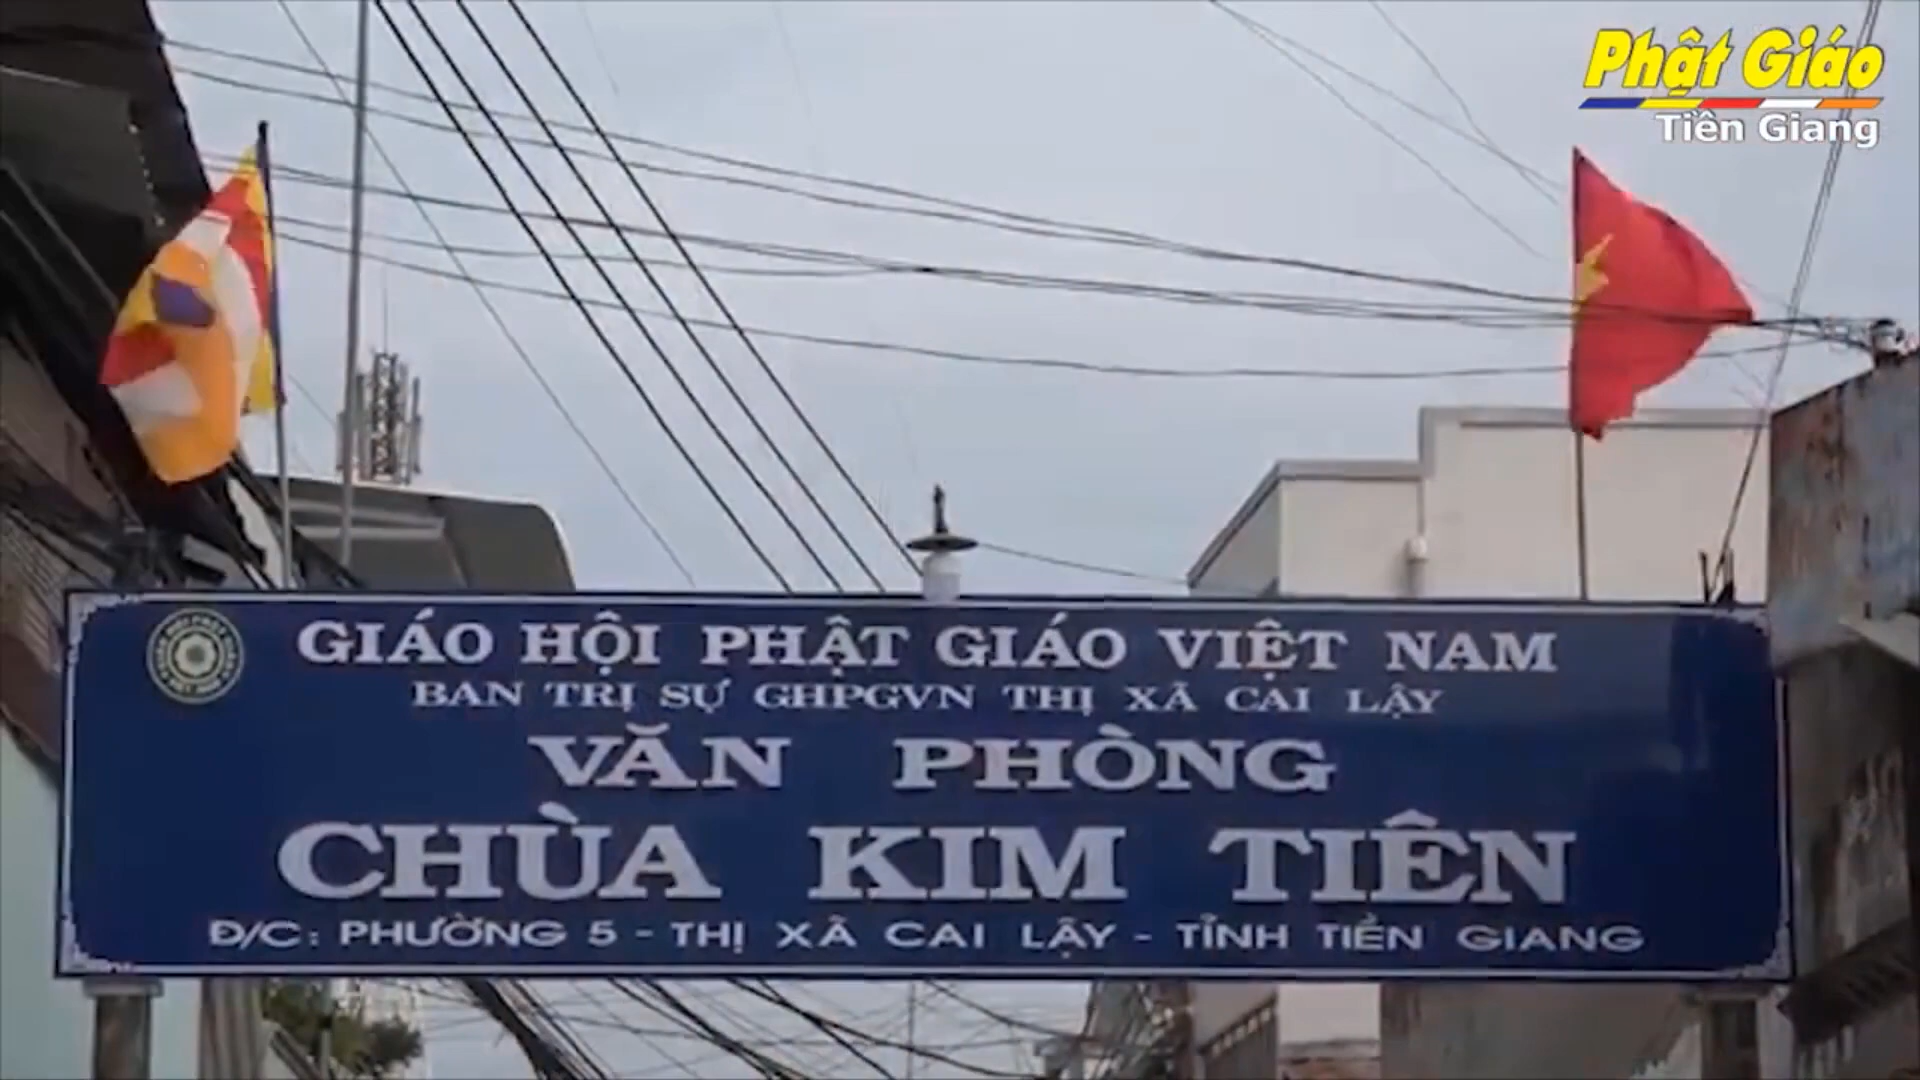 Phật Giáo
Tiền Giang
GIÁO HỘI PHẬT GIÁO VIỆT NAM
BAN TRỊ SỰ GHPGVN THỊ XÃ CAI LẬY
VĂN PHÒNG
CHÙA KIM TIÊN
Đ/C: PHƯỜNG 5 - THỊ XÃ CAI LẬY - TỈNH TIỀN GIANG